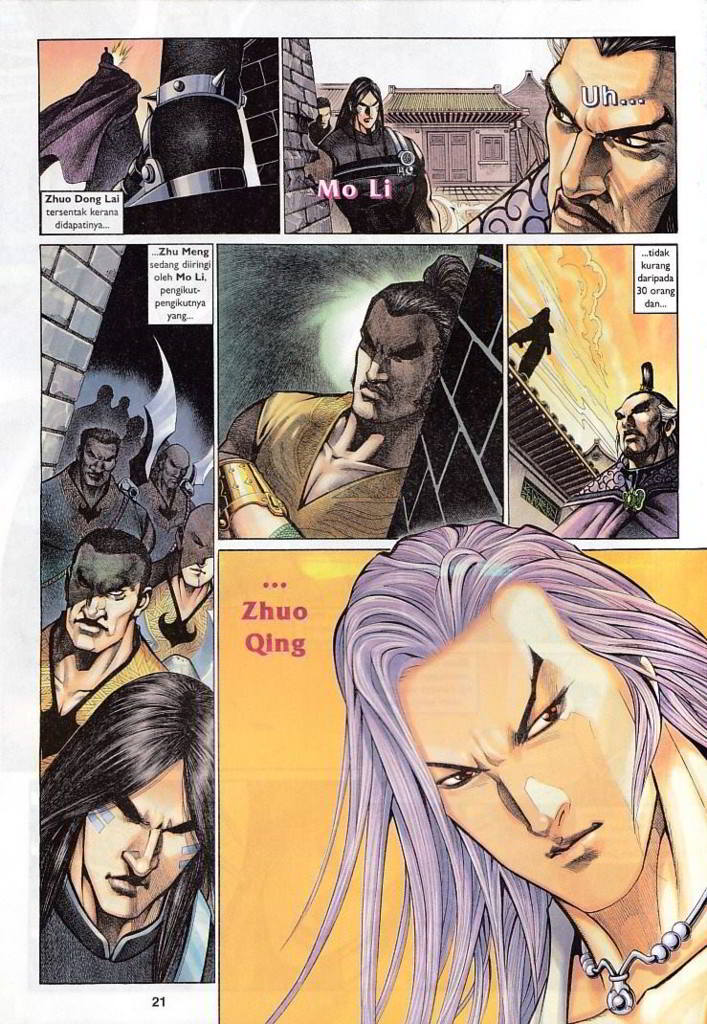 Zhuo Dong Lai
tersentak kerana
didapatinya...
Uh...
Mo Li
...Zhu Meng
sedang diiringi
oleh Mo Li,
pengikut-
pengikutnya
yang...
...tidak
kurang
daripada
30 orang
dan...
...
Zhuo
Qing
21